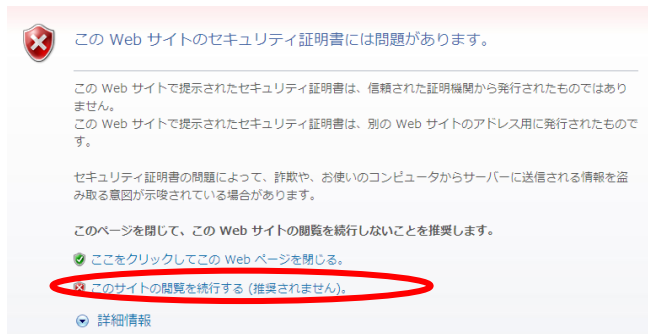 この Web サイトのセキュリティ証明書には問題があります。
この Web サイトで提示されたセキュリティ証明書は、信頼された証明機関から発行されたものではあり
ません。
この Web サイトで提示されたセキュリティ証明書は、別の Web サイトのアドレス用に発行されたもので
す。
セキュリティ証明書の問題によって、詐欺や、お使いのコンピュータからサーバーに送信される情報を盗
み取る意図が示唆されている場合があります。
このページを閉じて、この Web サイトの閲覧を続行しないことを推奨します。
ここをクリックしてこの Web ページを閉じる。
このサイトの閲覧を続行する (推奨されません)。
詳細情報